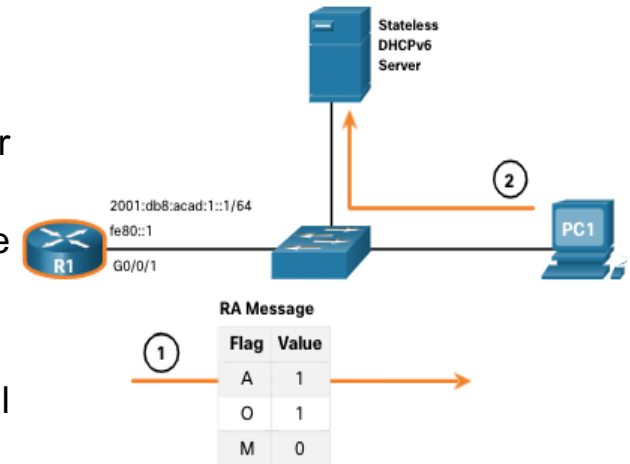 Stateless
DHCPv6
Server
2
2001:db8:acad:1::1/64
fe80::1
R1
G0/0/1
PC1
RA Message
1
Flag Value
A 1
O 1
M 0